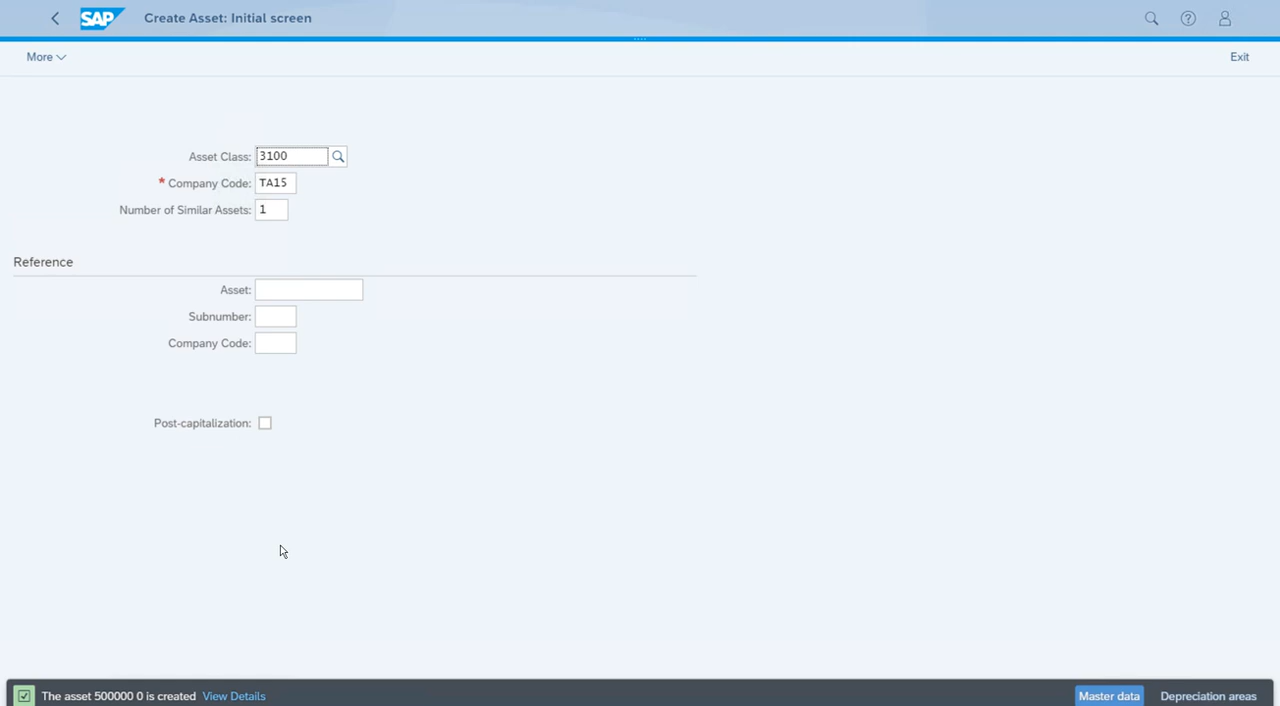 SAP Create Asset: Initial screen
More Exit
Asset Class: 3100
* Company Code: TA15
Number of Similar Assets: 1
Reference
Asset:
Subnumber:
Company Code:
Post-capitalization:
The asset 500000 0 is created View Details Master data Depreciation areas